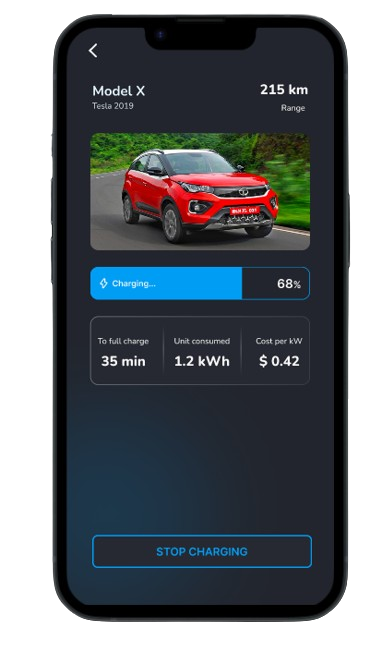 Model X
215 km
Tesla 2019
Range
Charging...
68%
To full charge
Unit consumed
Cost per kW
35 min
1.2 kWh
$ 0.42
STOP CHARGING